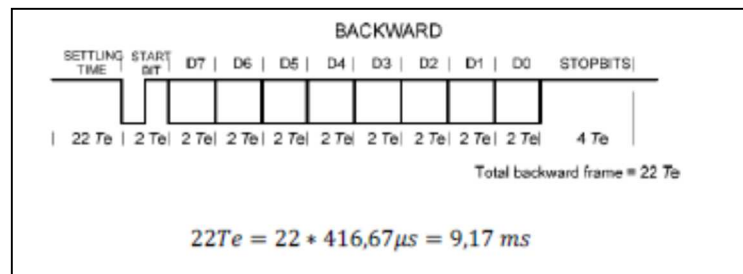 BACKWARD
SETTLING TIME | START BIT | D7 | D6 | D5 | D4 | D3 | D2 | D1 | D0 | STOPBITS|
| 22 Te | 2 Te| 2 Te| 2 Te| 2 Te| 2 Te| 2 Te| 2 Te| 2 Te| 2 Te| 4 Te |
Total backward frame = 22 Te
22Te = 22 * 416,67µs = 9,17 ms